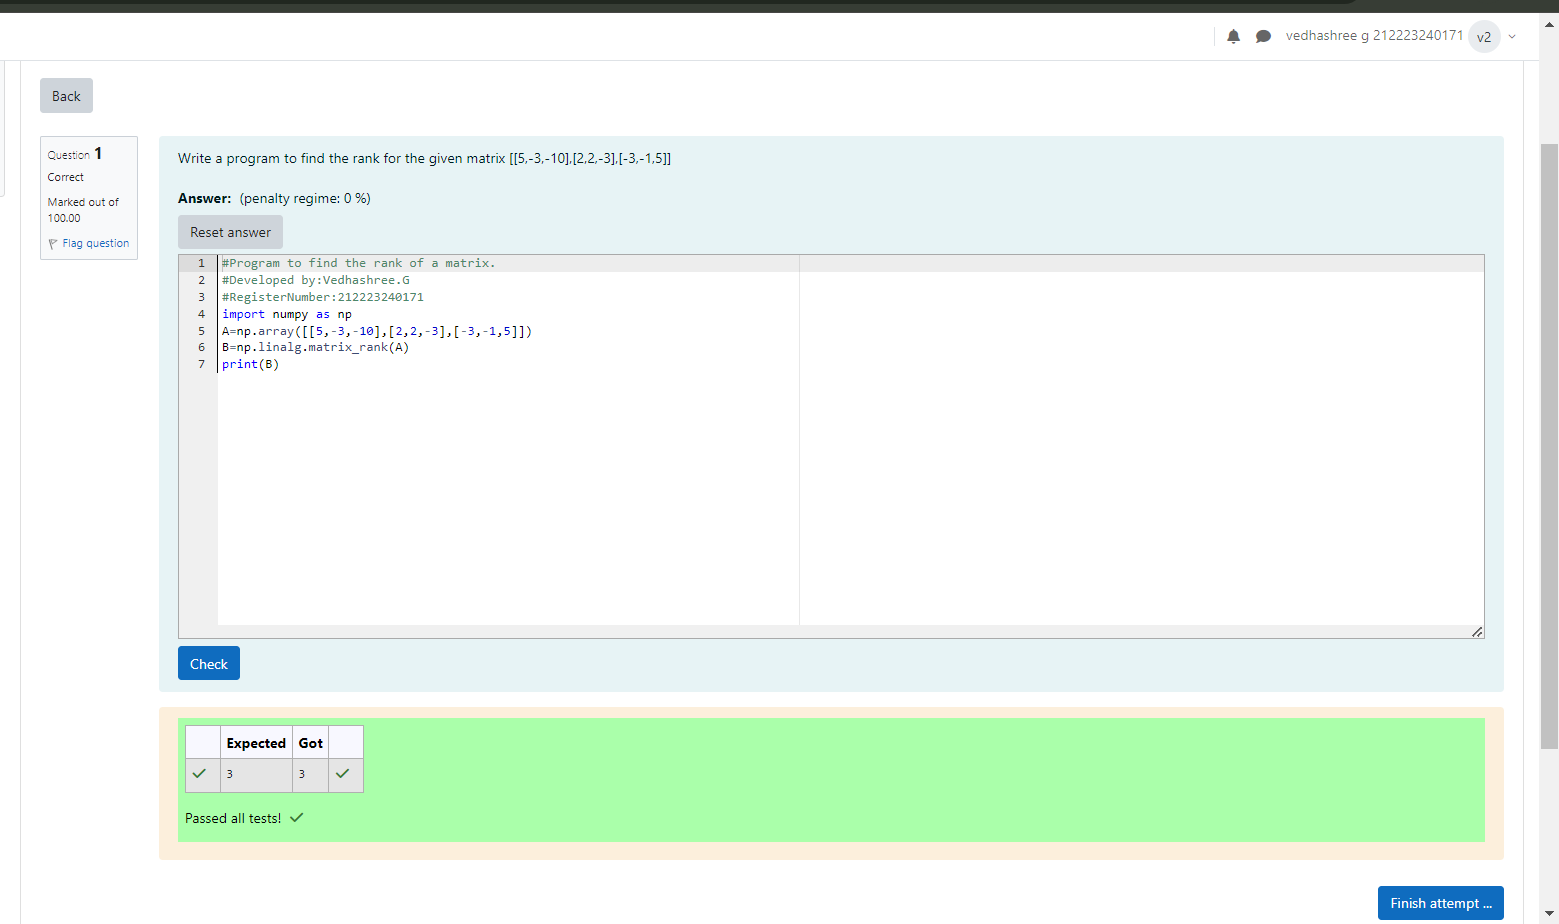 vedhashree g 212223240171 v2
Back
Question 1
Correct
Marked out of
100.00
Flag question
Write a program to find the rank for the given matrix [[5,-3,-10],[2,2,-3],[-3,-1,5]]
Answer: (penalty regime: 0 %)
Reset answer
1 #Program to find the rank of a matrix.
2 #Developed by:Vedhashree.G
3 #RegisterNumber:212223240171
4 import numpy as np
5 A=np.array([[5,-3,-10],[2,2,-3],[-3,-1,5]])
6 B=np.linalg.matrix_rank(A)
7 print(B)
Check
Expected Got
3 3
Passed all tests!
Finish attempt ...